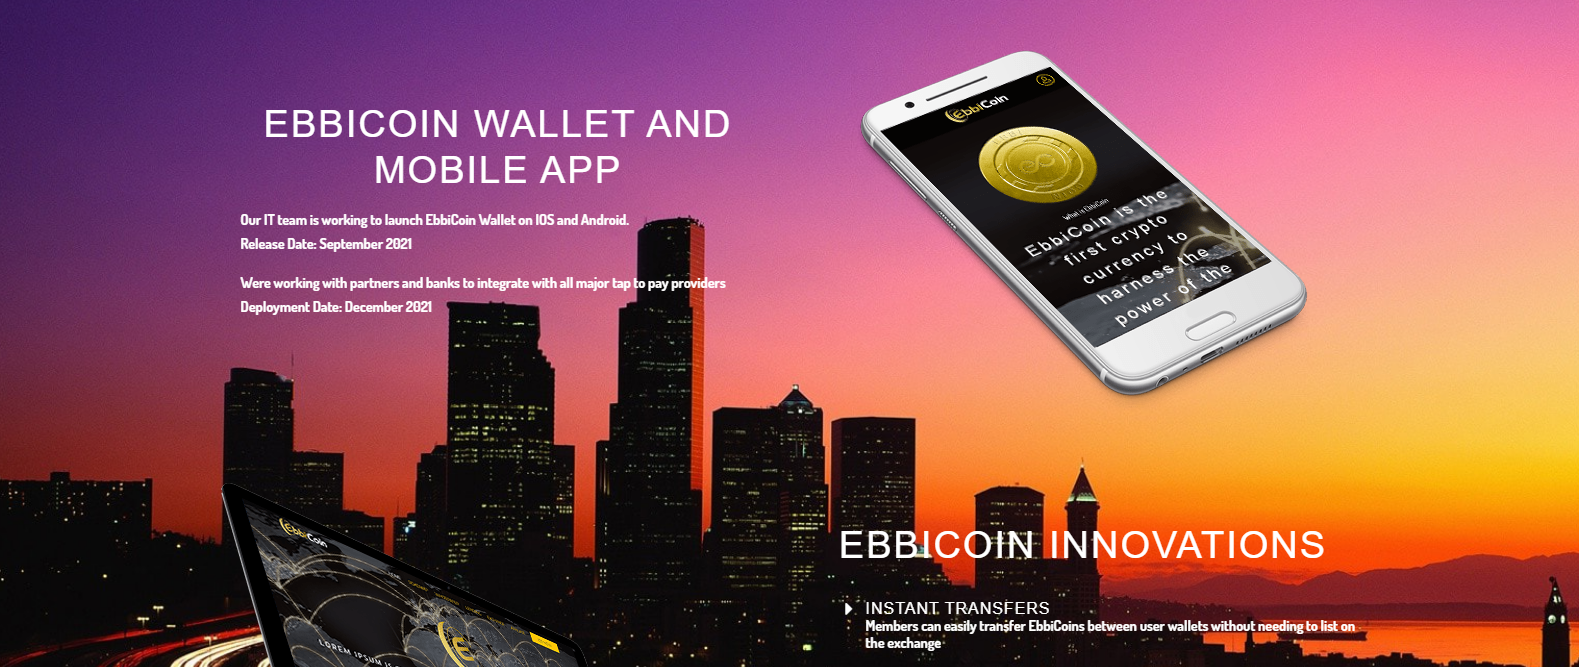 EBBICOIN WALLET AND
MOBILE APP
Our IT team is working to launch EbbiCoin Wallet on IOS and Android.
Release Date: September 2021
Were working with partners and banks to integrate with all major tap to pay providers
Deployment Date: December 2021
EbbiCoin
What is EbbiCoin
EbbiCoin is the
first crypto
currency to
harness the
power of the
EbbiCoin
LOREM IPSUM IS
EBBICOIN INNOVATIONS
INSTANT TRANSFERS
Members can easily transfer EbbiCoins between user wallets without needing to list on
the exchange